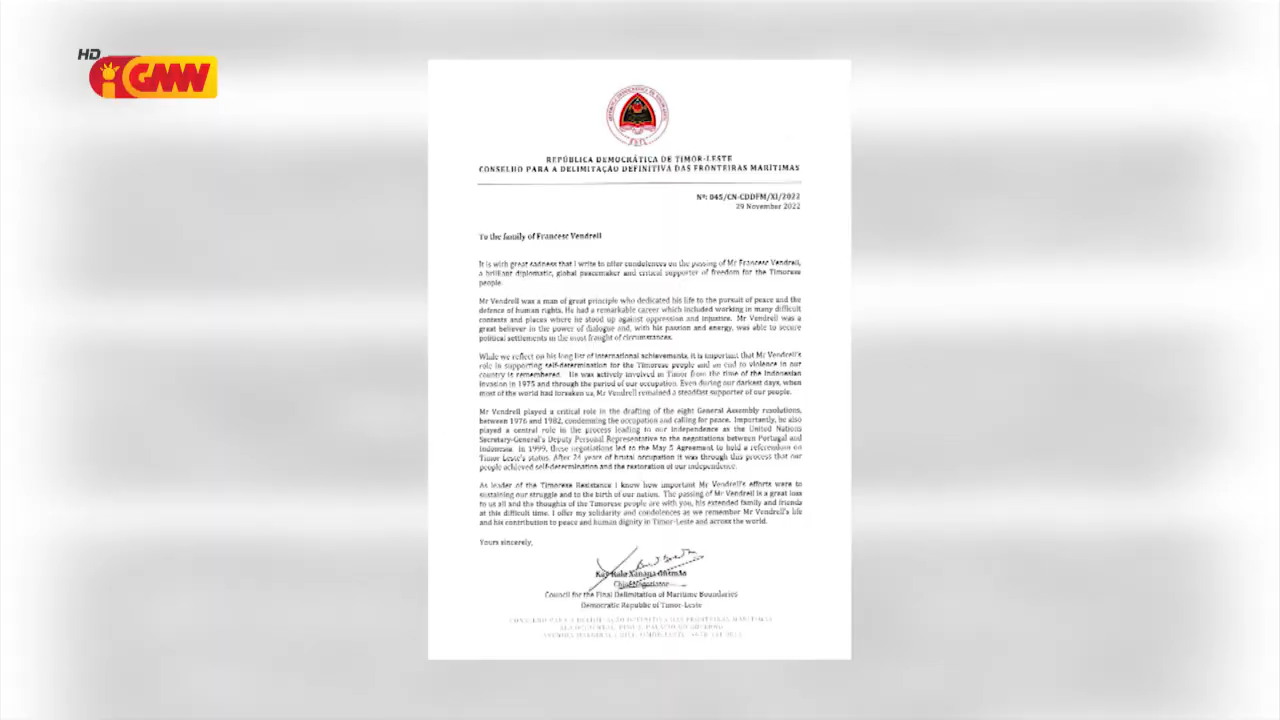 HD
GMN
REPÚBLICA DEMOCRÁTICA DE TIMOR-LESTE
CONSELHO PARA A DELIMITAÇÃO DEFINITIVA DAS FRONTEIRAS MARÍTIMAS
Nº: 045/CN-CDDFM/XI/2022
29 November 2022
To the family of Francesc Vendrell
It is with great sadness that I write to offer condolences on the passing of Mr Francesc Vendrell,
a brilliant diplomatic, global peacemaker and critical supporter of freedom for the Timorese
people.
Mr Vendrell was a man of great principle who dedicated his life to the pursuit of peace and the
defence of human rights. He had a remarkable career which included working in many difficult
contexts and places where he stood up against oppression and injustice. Mr Vendrell was a
great believer in the power of dialogue and, with his passion and energy, was able to secure
political settlements in the most fraught of circumstances.
While we reflect on his long list of international achievements, it is important that Mr Vendrell's
role in supporting self-determination for the Timorese people and an end to violence in our
country is remembered. He was actively involved in Timor from the time of the Indonesian
invasion in 1975 and through the period of our occupation. Even during our darkest days, when
most of the world had forsaken us, Mr Vendrell remained a steadfast supporter of our people.
Mr Vendrell played a critical role in the drafting of the eight General Assembly resolutions,
between 1976 and 1982, condemning the occupation and calling for peace. Importantly, he also
played a central role in the process leading to our independence as the United Nations
Secretary-General's Deputy Personal Representative to the negotiations between Portugal and
Indonesia. In 1999, these negotiations led to the May 5 Agreement to hold a referendum on
Timor-Leste's status. After 24 years of brutal occupation it was through this process that our
people achieved self-determination and the restoration of our independence.
As leader of the Timorese Resistance I know how important Mr Vendrell's efforts were to
sustaining our struggle and to the birth of our nation. The passing of Mr Vendrell is a great loss
to us all and the thoughts of the Timorese people are with you, his extended family and friends
at this difficult time. I offer my solidarity and condolences as we remember Mr Vendrell's life
and his contribution to peace and human dignity in Timor-Leste and across the world.
Yours sincerely,
Kay Rala Xanana Gusmão
Chief Negotiator
Council for the Final Delimitation of Maritime Boundaries
Democratic Republic of Timor-Leste
CONSELHO PARA A DELIMITAÇÃO DEFINITIVA DAS FRONTEIRAS MARÍTIMAS